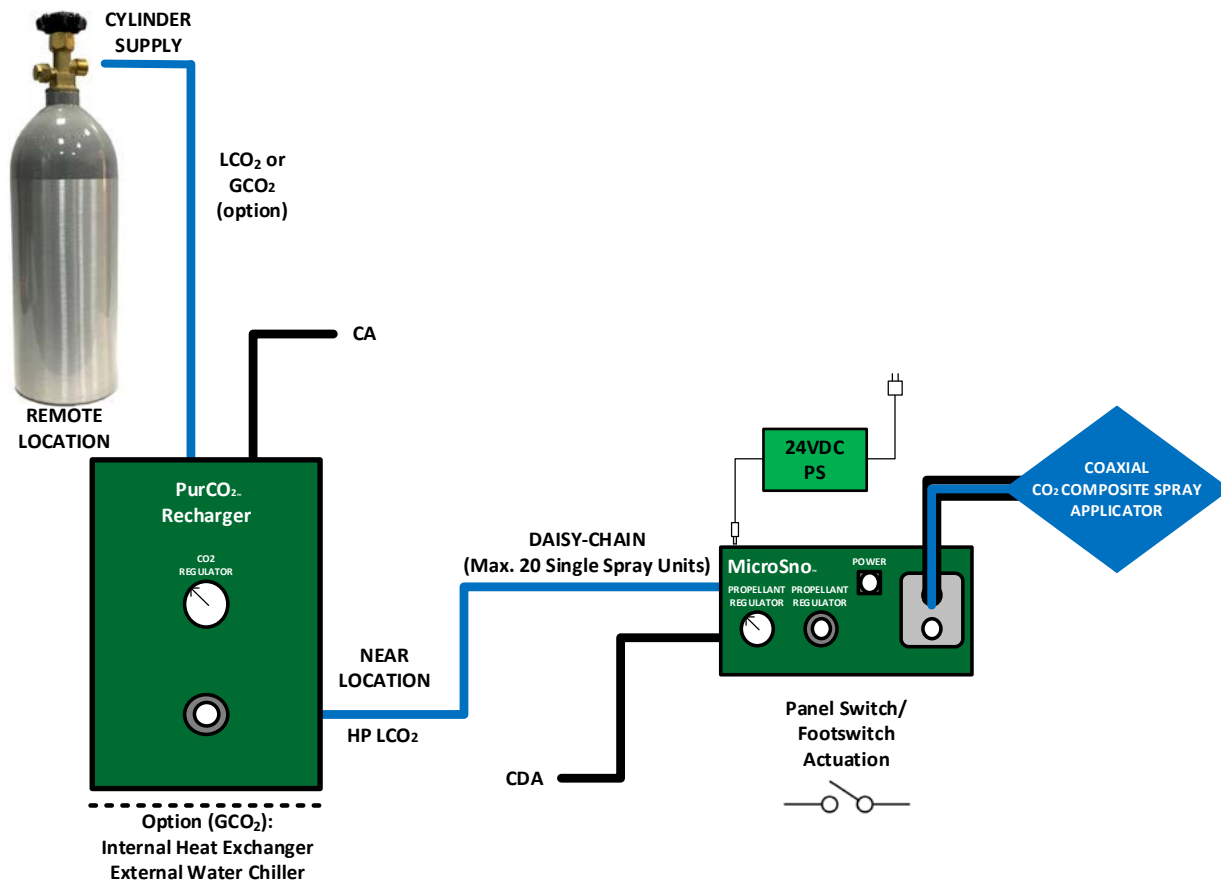 CYLINDER
SUPPLY
LCO₂ or
GCO₂
(option)
CA
REMOTE
LOCATION
PurCO₂™
Recharger
CO2
REGULATOR
NEAR
LOCATION
HP LCO₂
Option (GCO₂):
Internal Heat Exchanger
External Water Chiller
DAISY-CHAIN
(Max. 20 Single Spray Units)
CDA
24VDC
PS
MicroSno™
POWER
PROPELLANT
REGULATOR
PROPELLANT
REGULATOR
Panel Switch/
Footswitch
Actuation
COAXIAL
CO₂ COMPOSITE SPRAY
APPLICATOR